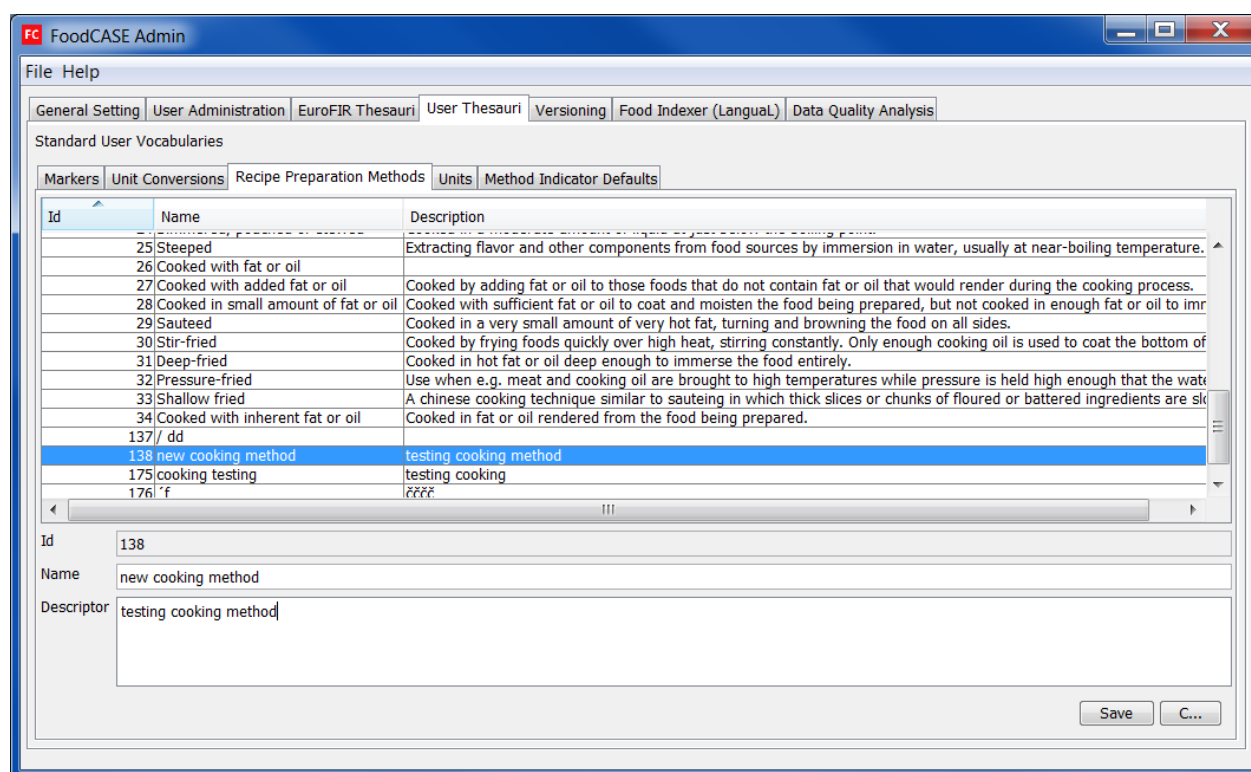 FC FoodCASE Admin
File Help
General Setting User Administration EuroFIR Thesauri User Thesauri Versioning Food Indexer (LanguaL) Data Quality Analysis
Standard User Vocabularies
Markers Unit Conversions Recipe Preparation Methods Units Method Indicator Defaults
Id Name Description
25 Steeped Extracting flavor and other components from food sources by immersion in water, usually at near-boiling temperature.
26 Cooked with fat or oil
27 Cooked with added fat or oil Cooked by adding fat or oil to those foods that do not contain fat or oil that would render during the cooking process.
28 Cooked in small amount of fat or oil Cooked with sufficient fat or oil to coat and moisten the food being prepared, but not cooked in enough fat or oil to imr
29 Sauteed Cooked in a very small amount of very hot fat, turning and browning the food on all sides.
30 Stir-fried Cooked by frying foods quickly over high heat, stirring constantly. Only enough cooking oil is used to coat the bottom of
31 Deep-fried Cooked in hot fat or oil deep enough to immerse the food entirely.
32 Pressure-fried Use when e.g. meat and cooking oil are brought to high temperatures while pressure is held high enough that the wate
33 Shallow fried A chinese cooking technique similar to sauteing in which thick slices or chunks of floured or battered ingredients are slo
34 Cooked with inherent fat or oil Cooked in fat or oil rendered from the food being prepared.
137 / dd
138 new cooking method testing cooking method
175 cooking testing testing cooking
176 ´f čččč
Id 138
Name new cooking method
Descriptor testing cooking method
Save C...